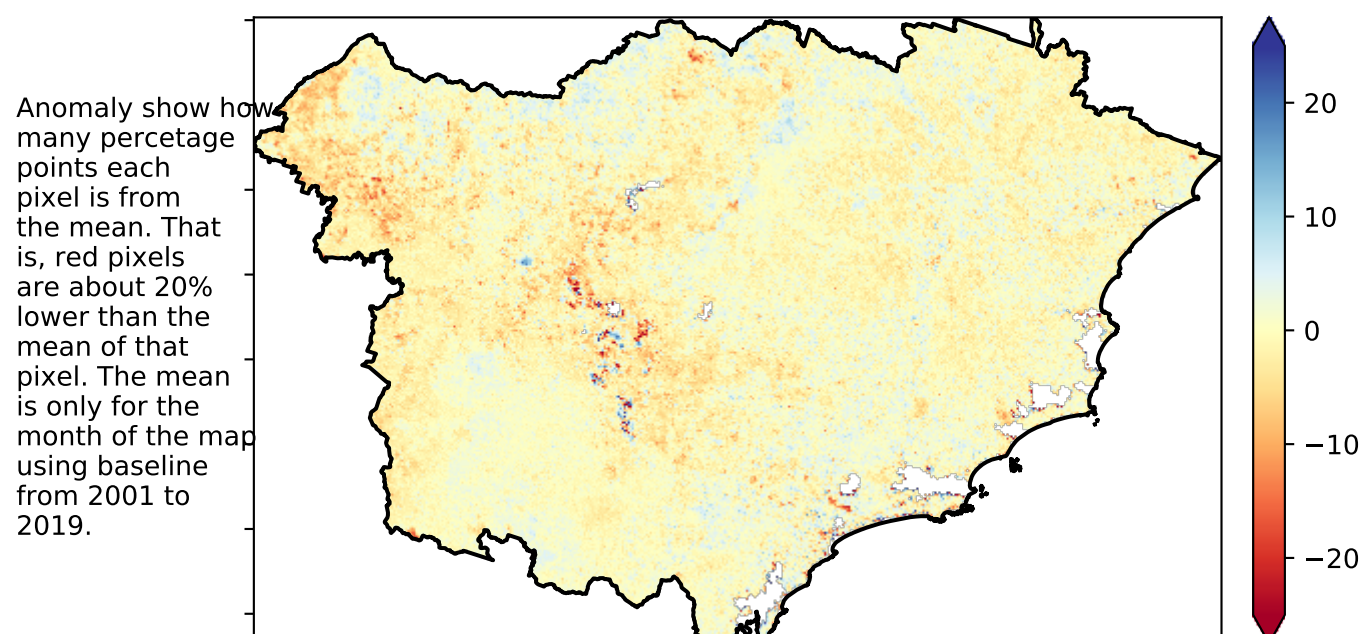 Anomaly show how
many percetage
points each
pixel is from
the mean. That
is, red pixels
are about 20%
lower than the
mean of that
pixel. The mean
is only for the
month of the map
using baseline
from 2001 to
2019.
20
10
0
−10
−20